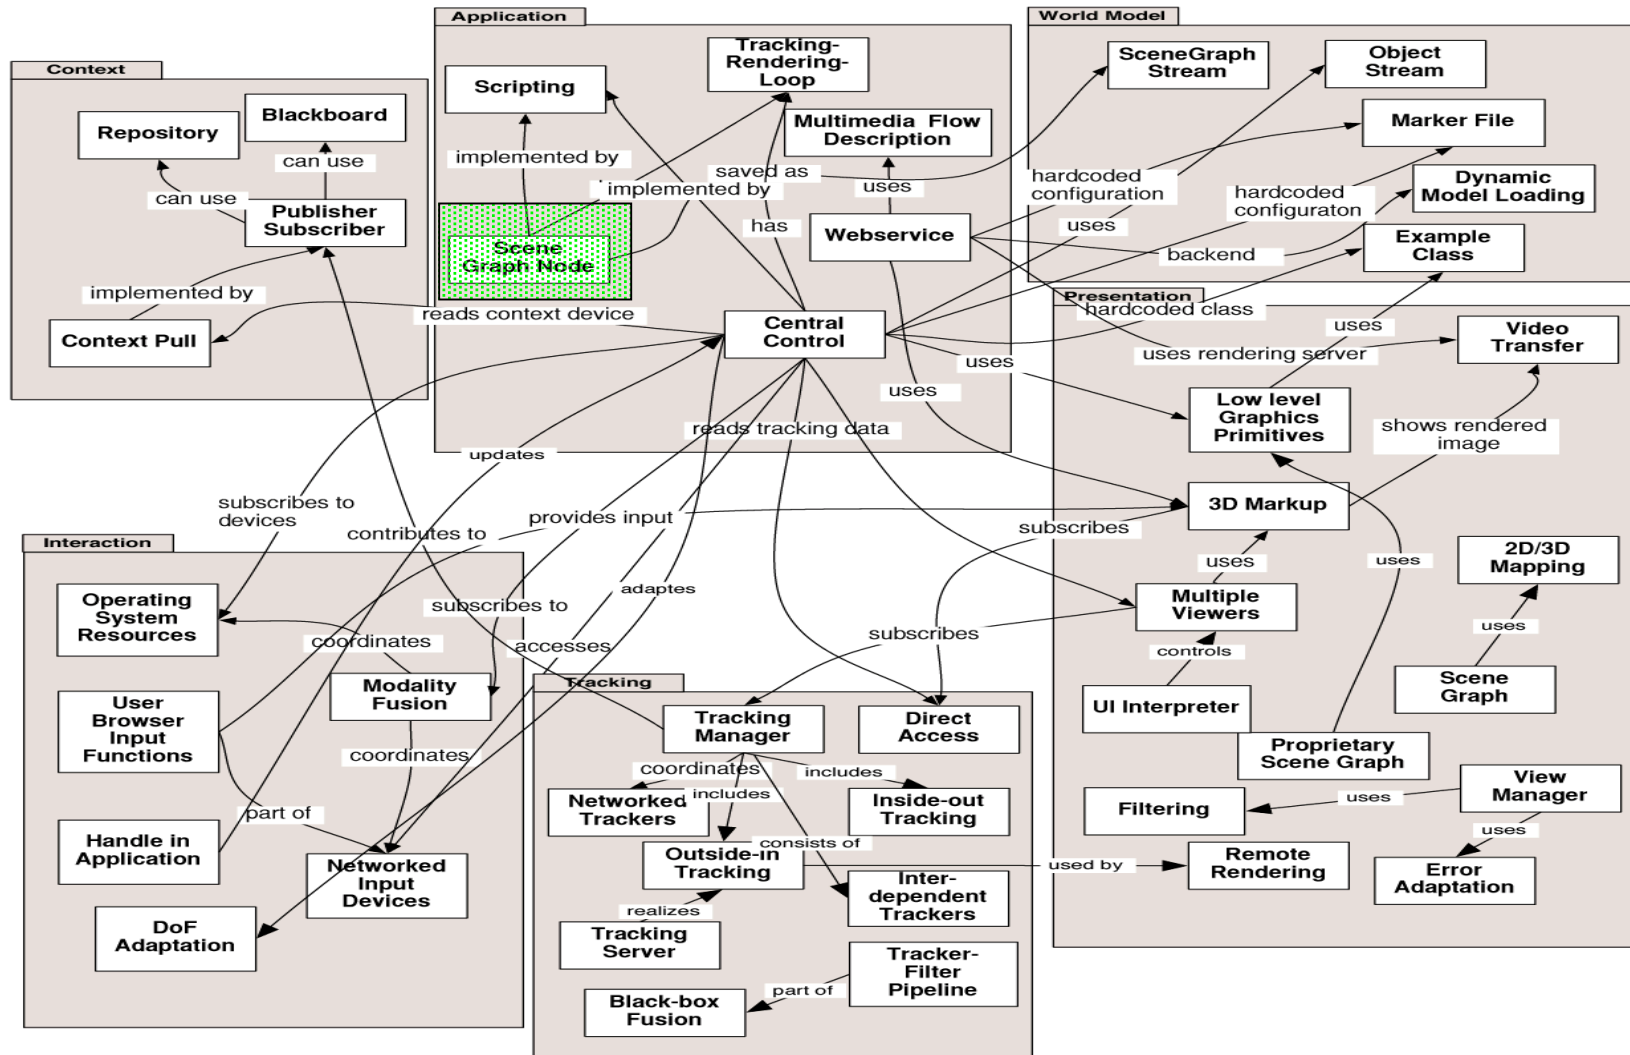 Application
World Model
Context
Scripting
Tracking-
Rendering-
Loop
SceneGraph
Stream
Object
Stream
Repository
Blackboard
Multimedia Flow
Description
Marker File
can use
can use
implemented by
saved as
implemented by
uses
hardcoded
configuration
hardcoded
configuraton
Dynamic
Model Loading
Publisher
Subscriber
Scene
Graph Node
has
Webservice
uses
backend
Example
Class
implemented by
reads context device
Context Pull
Central
Control
Presentation
hardcoded class
uses
uses rendering server
Video
Transfer
uses
uses
Low level
Graphics
Primitives
shows rendered
image
reads tracking data
updates
subscribes to
devices
contributes to
provides input
subscribes
3D Markup
Interaction
2D/3D
Mapping
uses
uses
Operating
System
Resources
subscribes to
adaptes
Multiple
Viewers
coordinates
accesses
subscribes
controls
uses
Tracking
User
Browser
Input
Functions
Modality
Fusion
Tracking
Manager
Direct
Access
UI Interpreter
Scene
Graph
coordinates
coordinates
includes
includes
Proprietary
Scene Graph
View
Manager
part of
Networked
Trackers
Inside-out
Tracking
Filtering
uses
uses
Handle in
Application
Networked
Input
Devices
consists of
Outside-in
Tracking
used by
Remote
Rendering
Error
Adaptation
Inter-
dependent
Trackers
realizes
DoF
Adaptation
Tracking
Server
Tracker-
Filter
Pipeline
part of
Black-box
Fusion